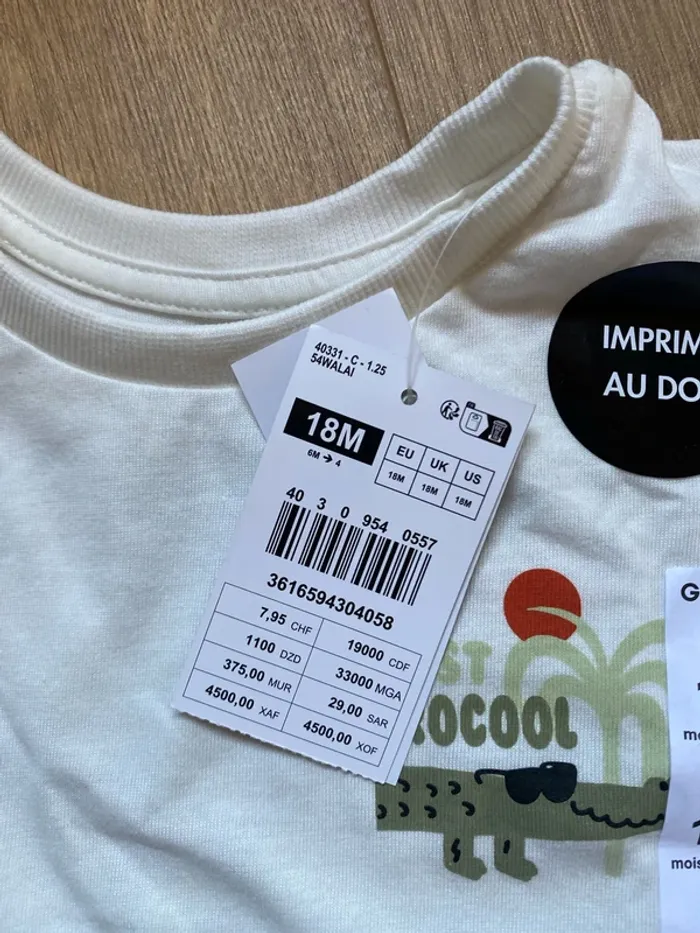 40331 - C - 1.25
54WALAI
18M
6M → 4
EU UK US
18M 18M 18M
40 3 0 954 0557
3616594304058
7,95 CHF 19000 CDF
1100 DZD 33000 MGA
375,00 MUR 29,00 SAR
4500,00 XAF 4500,00 XOF
IMPRIM
AU DO
ST
ROCOOL
G
mois